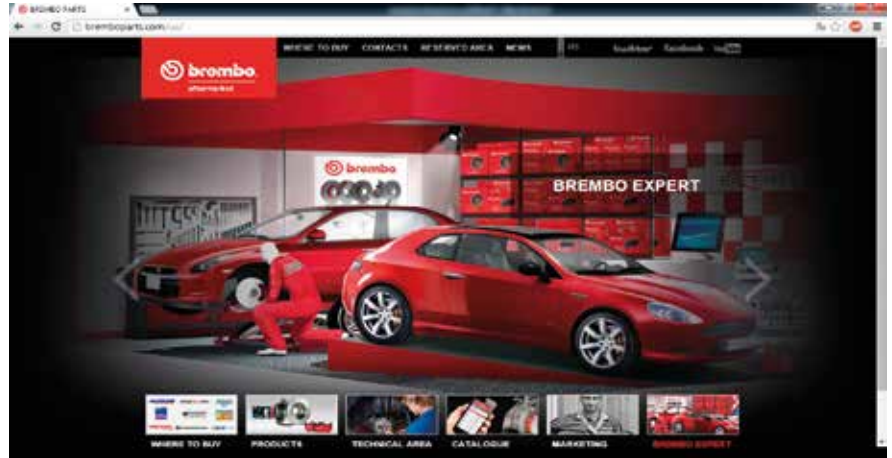 BREMBO PARTS
bremboparts.com
WHERE TO BUY CONTACTS RESERVED AREA NEWS
facebook
brembo
aftermarket
brembo
BREMBO EXPERT
WHERE TO BUY PRODUCTS TECHNICAL AREA CATALOGUE MARKETING BREMBO EXPERT